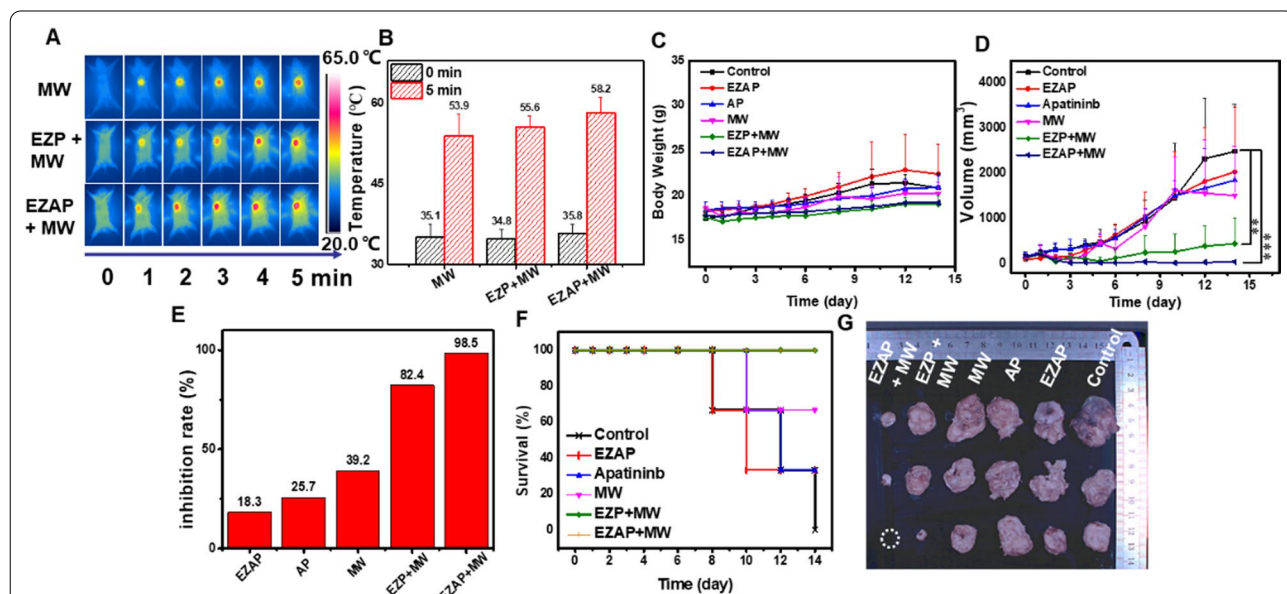 A
65.0 ℃
MW
EZP +
MW
EZAP
+ MW
Temperature (℃)
20.0 ℃
0 1 2 3 4 5 min
B
0 min
5 min
60
45
30
53.9
55.6
58.2
35.1
34.8
35.8
MW
EZP+MW
EZAP+MW
C
Control
EZAP
AP
MW
EZP+MW
EZAP+MW
Body Weight (g)
35
30
25
20
15
0 3 6 9 12 15
Time (day)
D
Control
EZAP
Apatininb
MW
EZP+MW
EZAP+MW
Volume (mm³)
4000
3000
2000
1000
0
0 3 6 9 12 15
Time (day)
**
***
E
inhibition rate (%)
100
50
0
18.3
25.7
39.2
82.4
98.5
EZAP
AP
MW
EZP+MW
EZAP+MW
F
Survival (%)
100
80
60
40
20
0
Control
EZAP
Apatininb
MW
EZP+MW
EZAP+MW
0 2 4 6 8 10 12 14
Time (day)
G
EZAP
+ MW
EZP +
MW
MW
AP
EZAP
Control